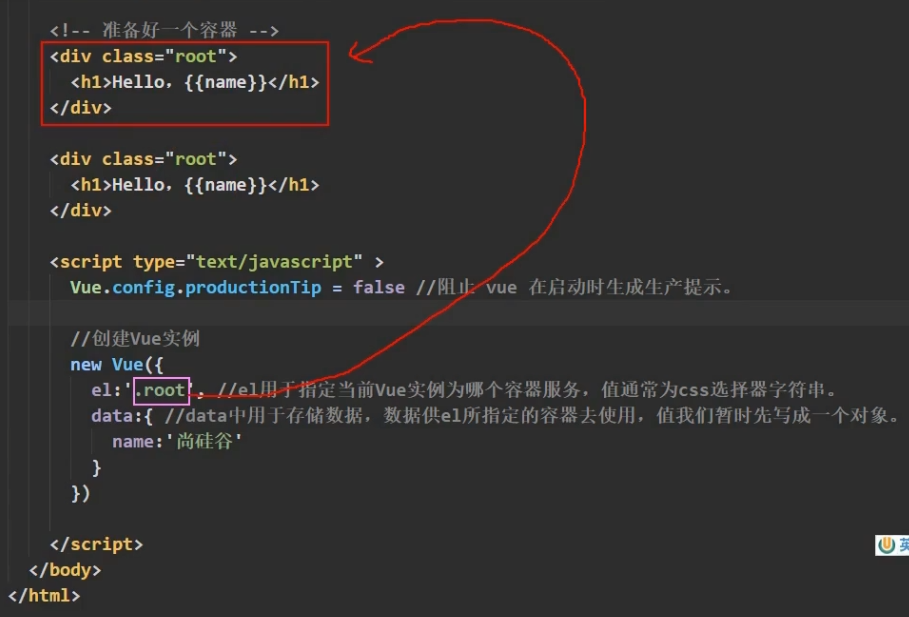 <!-- 准备好一个容器 -->
<div class="root">
<h1>Hello，{{name}}</h1>
</div>
<div class="root">
<h1>Hello，{{name}}</h1>
</div>
<script type="text/javascript" >
Vue.config.productionTip = false //阻止 vue 在启动时生成生产提示。
//创建Vue实例
new Vue({
el:'.root', //el用于指定当前Vue实例为哪个容器服务，值通常为css选择器字符串。
data:{ //data中用于存储数据，数据供el所指定的容器去使用，值我们暂时先写成一个对象。
name:'尚硅谷'
}
})
</script>
</body>
</html>
英